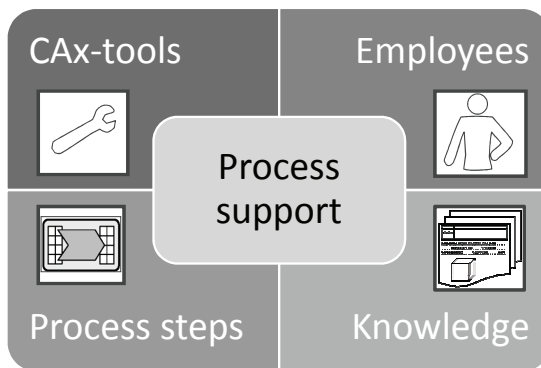 CAx-tools
Employees
Process
support
Process steps
Knowledge